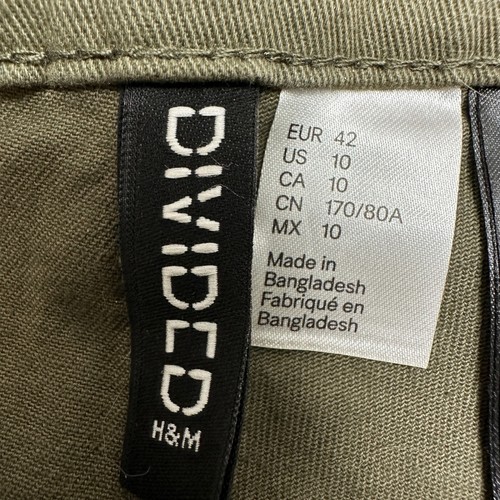 DIVIDED
H&M
EUR 42
US 10
CA 10
CN 170/80A
MX 10
Made in
Bangladesh
Fabriqué en
Bangladesh